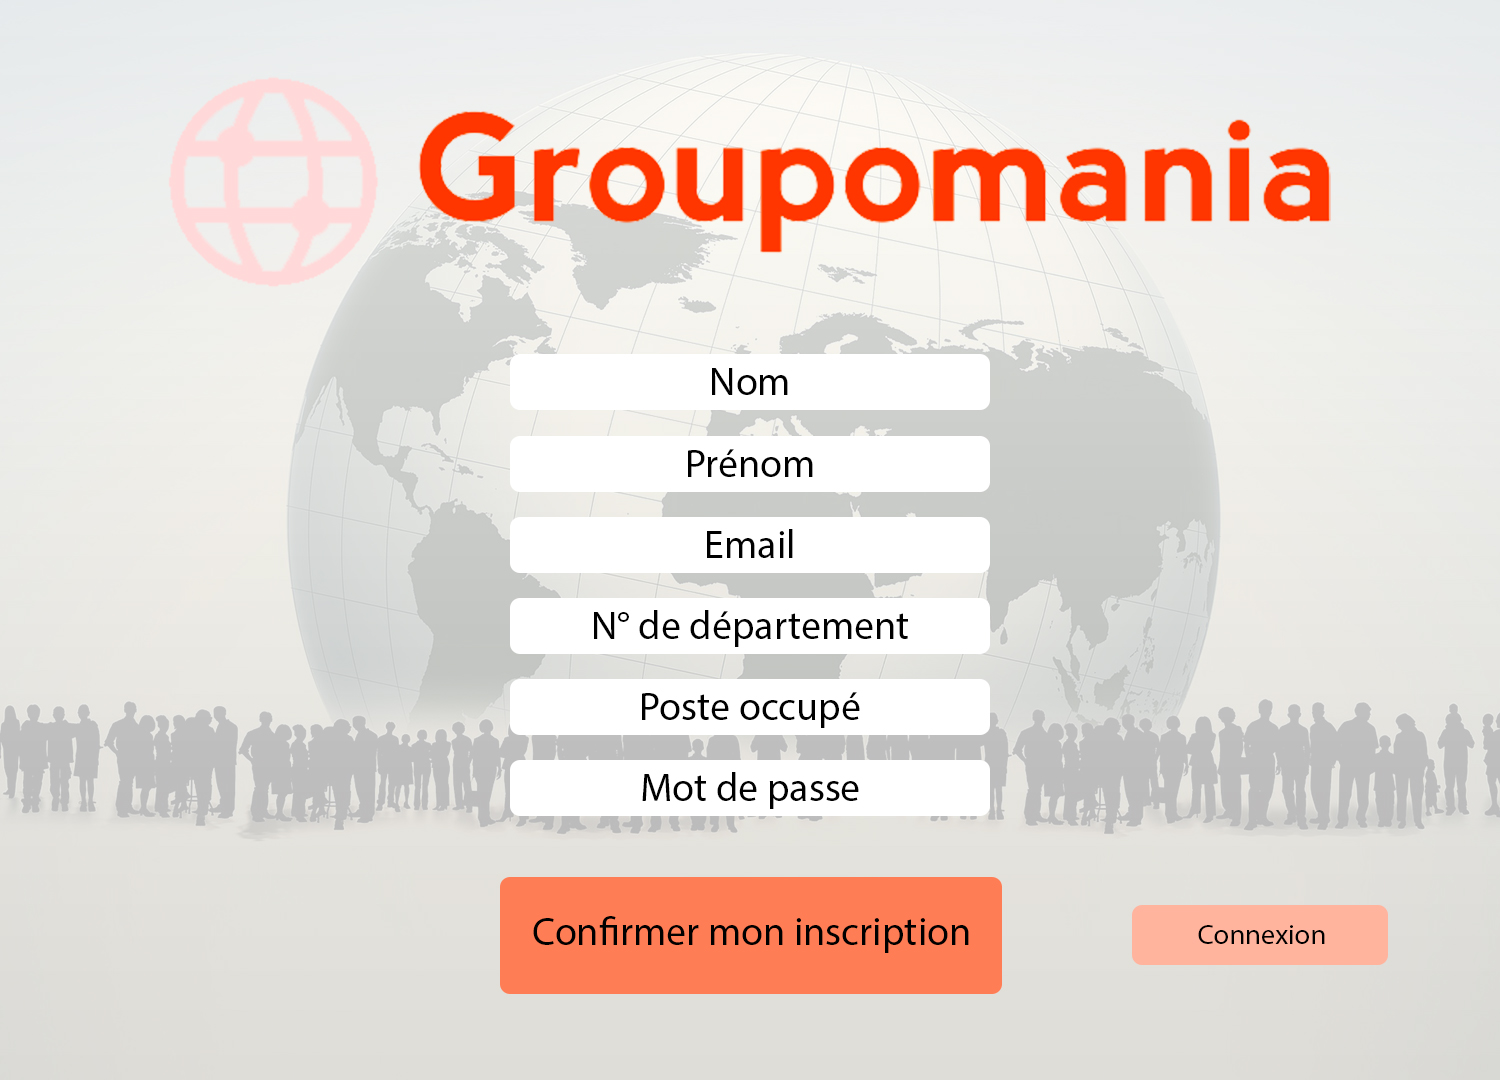 Groupomania
Nom
Prénom
Email
N° de département
Poste occupé
Mot de passe
Confirmer mon inscription
Connexion